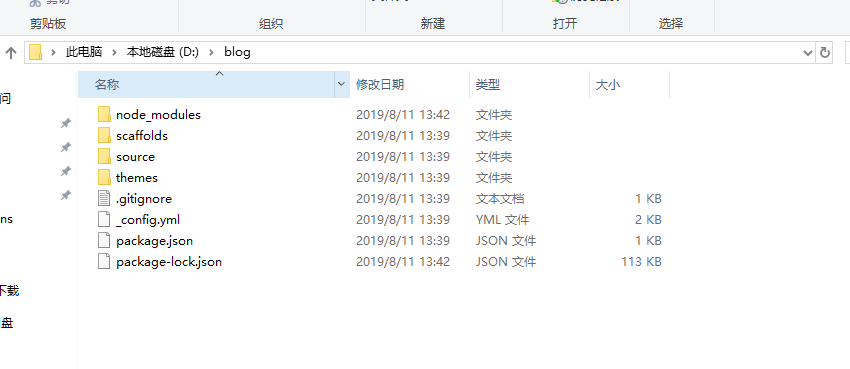 剪切
剪贴板 组织 新建 打开 选择
此电脑 本地磁盘 (D:) blog
名称 修改日期 类型 大小
问
node_modules 2019/8/11 13:42 文件夹
scaffolds 2019/8/11 13:39 文件夹
source 2019/8/11 13:39 文件夹
themes 2019/8/11 13:39 文件夹
.gitignore 2019/8/11 13:39 文本文档 1 KB
ns
_config.yml 2019/8/11 13:39 YML 文件 2 KB
package.json 2019/8/11 13:39 JSON 文件 1 KB
package-lock.json 2019/8/11 13:42 JSON 文件 113 KB
下载
盘